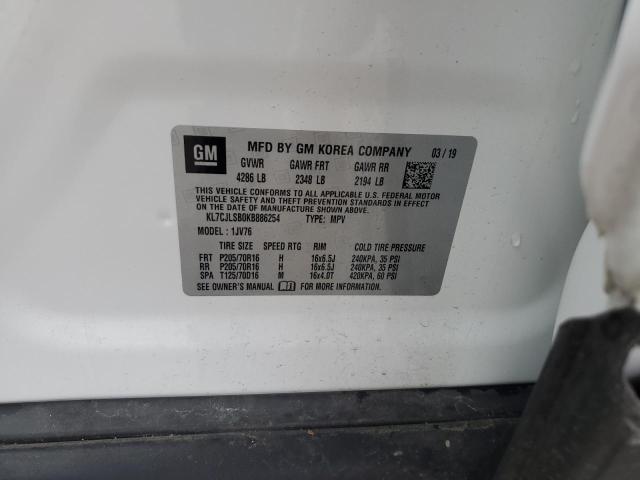 GM MFD BY GM KOREA COMPANY 03/19
GVWR GAWR FRT GAWR RR
4286 LB 2348 LB 2194 LB
THIS VEHICLE CONFORMS TO ALL APPLICABLE U.S. FEDERAL MOTOR
VEHICLE SAFETY AND THEFT PREVENTION STANDARDS IN EFFECT ON
THE DATE OF MANUFACTURE SHOWN ABOVE.
KL7CJLSB0KB886254 TYPE: MPV
MODEL: 1JV76
TIRE SIZE SPEED RTG RIM COLD TIRE PRESSURE
FRT P205/70R16 H 16x6.5J 240KPA, 35 PSI
RR P205/70R16 H 16x6.5J 240KPA, 35 PSI
SPA T125/70D16 16x4.0T 420KPA, 60 PSI
SEE OWNER'S MANUAL FOR MORE INFORMATION.